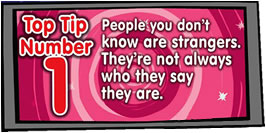 Top Tip
Number
1
People you don't
know are strangers.
They're not always
who they say
they are.